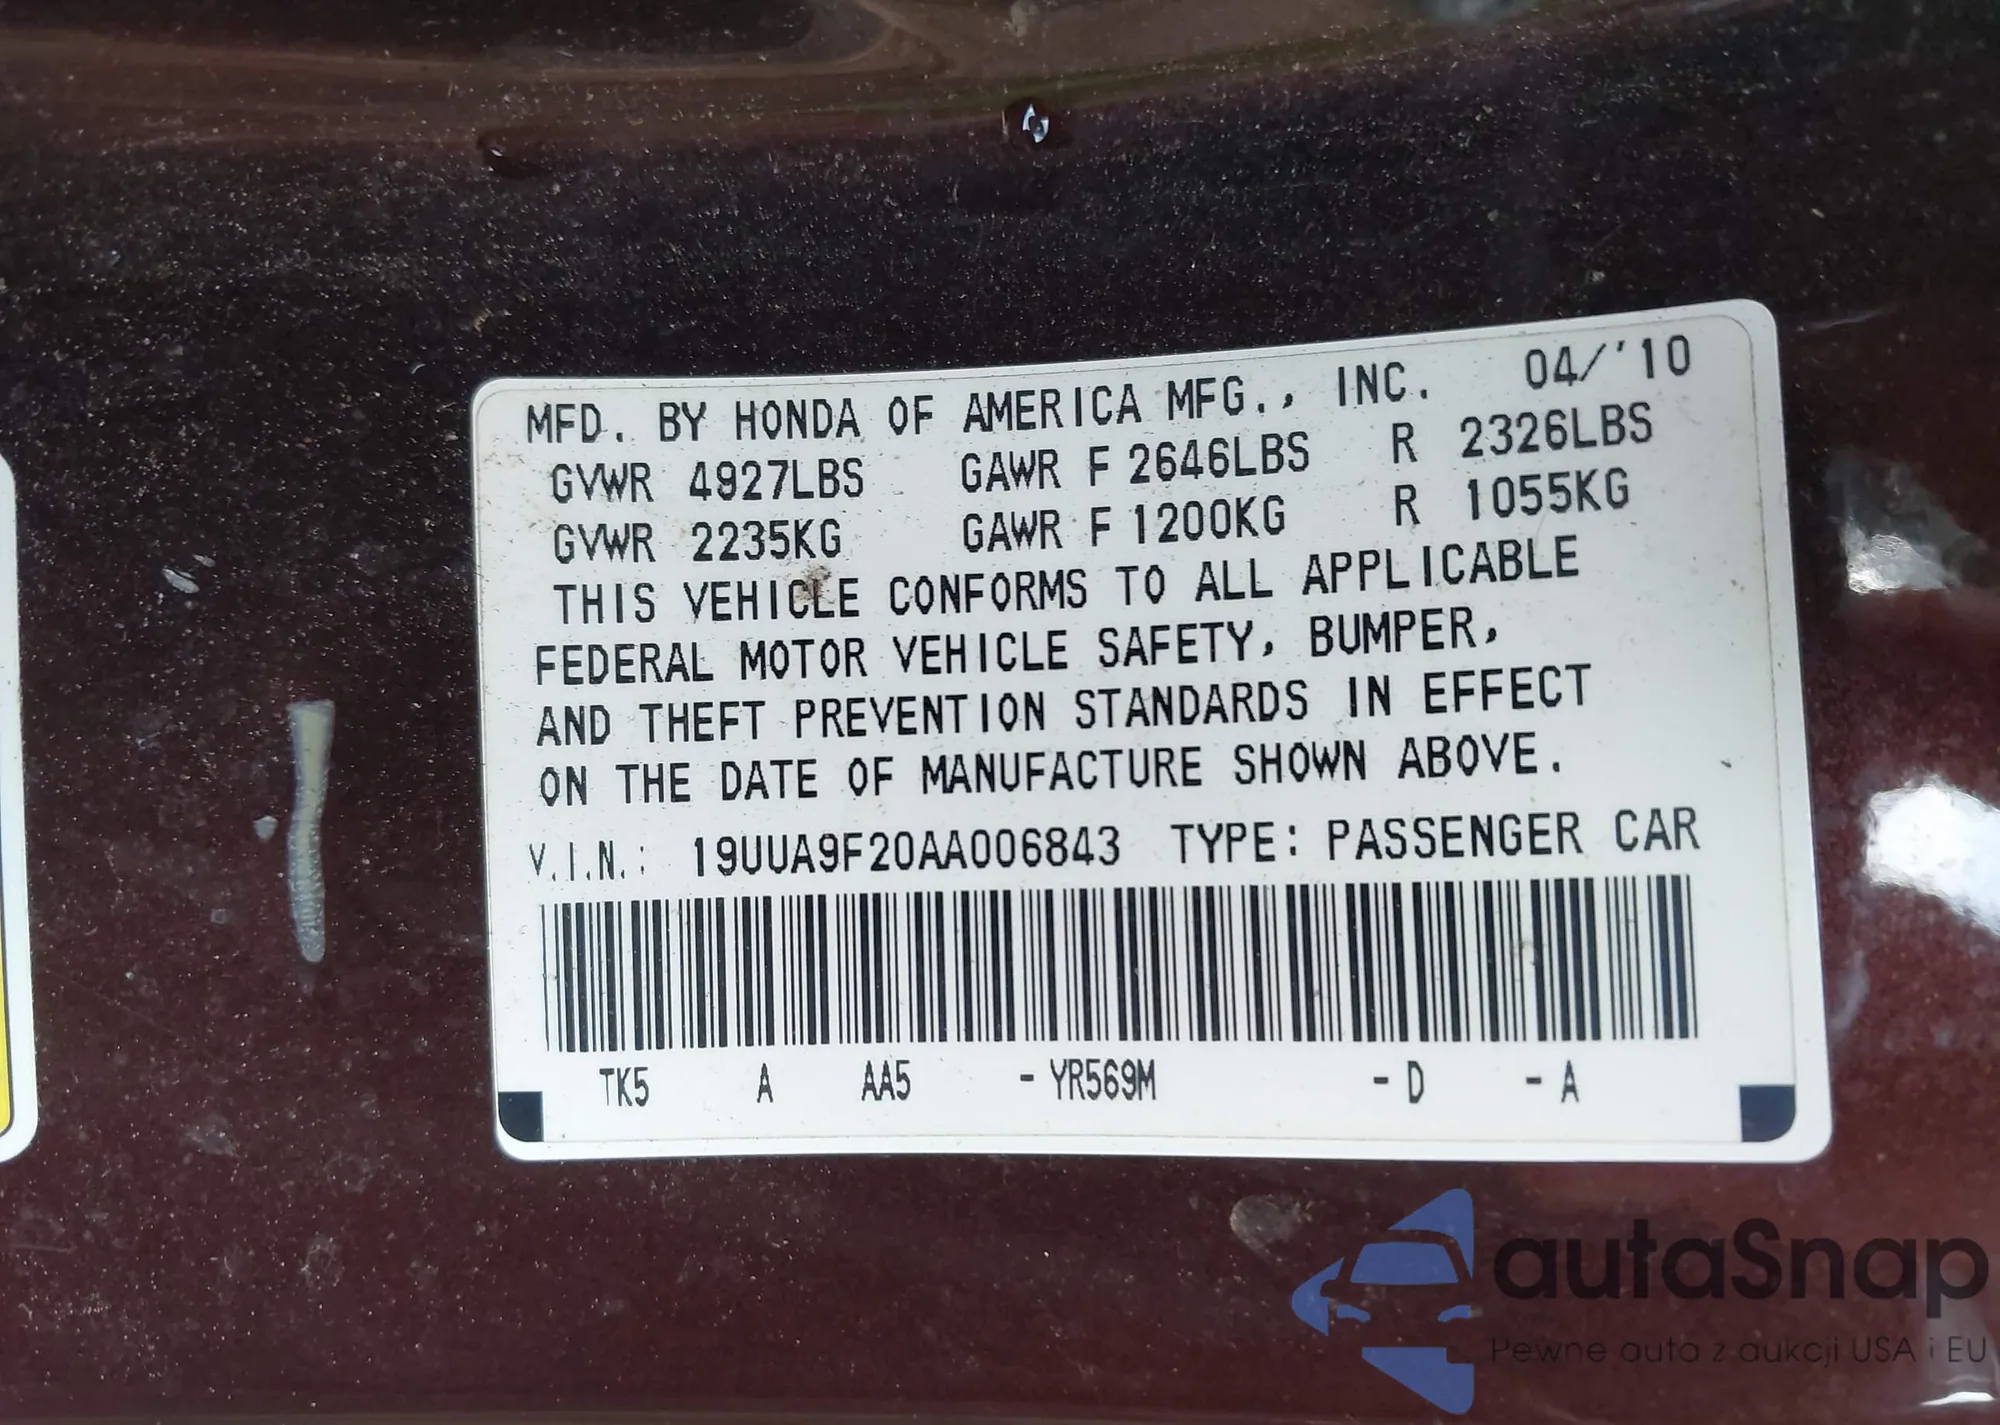 MFD. BY HONDA OF AMERICA MFG., INC. 04/'10
GVWR 4927LBS GAWR F 2646LBS R 2326LBS
GVWR 2235KG GAWR F 1200KG R 1055KG
THIS VEHICLE CONFORMS TO ALL APPLICABLE
FEDERAL MOTOR VEHICLE SAFETY, BUMPER,
AND THEFT PREVENTION STANDARDS IN EFFECT
ON THE DATE OF MANUFACTURE SHOWN ABOVE.
V.I.N.: 19UUA9F20AA006843 TYPE: PASSENGER CAR
TK5 A AA5 - YR569M - D - A
autaSnap
Pewne auta z aukcji USA i EU